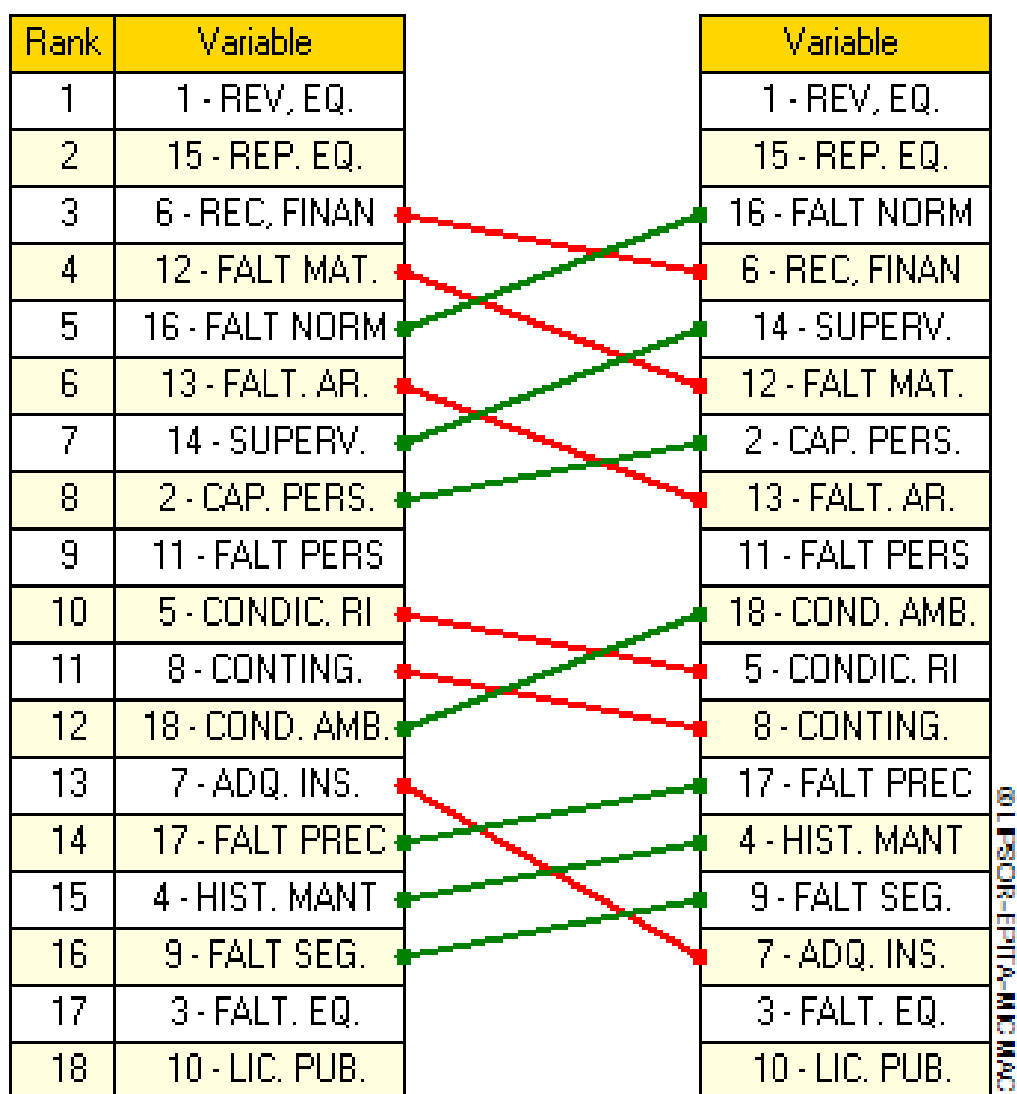 Rank Variable Variable
1 1 - REV, EQ. 1 - REV, EQ.
2 15 - REP. EQ. 15 - REP. EQ.
3 6 - REC, FINAN 16 - FALT NORM
4 12 - FALT MAT. 6 - REC, FINAN
5 16 - FALT NORM 14 - SUPERV.
6 13 - FALT. AR. 12 - FALT MAT.
7 14 - SUPERV. 2 - CAP. PERS.
8 2 - CAP. PERS. 13 - FALT. AR.
9 11 - FALT PERS 11 - FALT PERS
10 5 - CONDIC. RI 18 - COND. AMB.
11 8 - CONTING. 5 - CONDIC. RI
12 18 - COND. AMB. 8 - CONTING.
13 7 - ADQ. INS. 17 - FALT PREC
14 17 - FALT PREC 4 - HIST. MANT
15 4 - HIST. MANT 9 - FALT SEG.
16 9 - FALT SEG. 7 - ADQ. INS.
17 3 - FALT. EQ. 3 - FALT. EQ.
18 10 - LIC. PUB. 10 - LIC. PUB.
© LIPSOR-EPITA-MICMAC